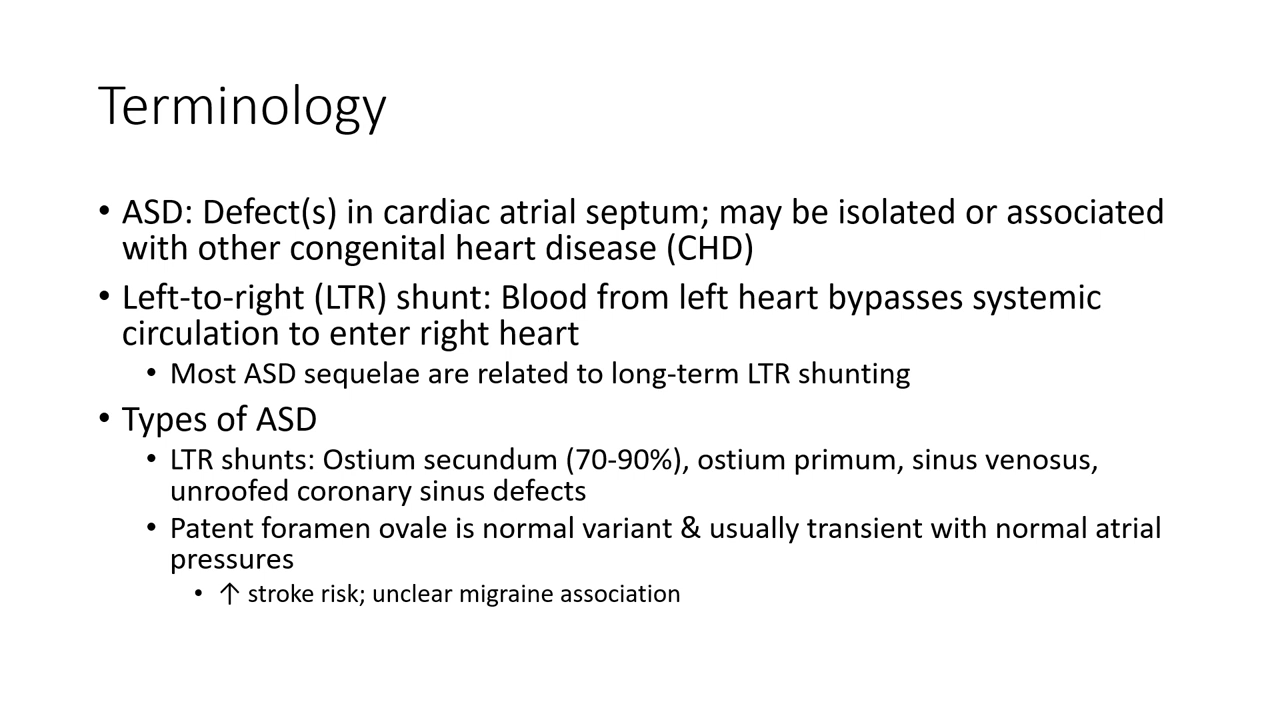 Terminology
• ASD: Defect(s) in cardiac atrial septum; may be isolated or associated
with other congenital heart disease (CHD)
• Left-to-right (LTR) shunt: Blood from left heart bypasses systemic
circulation to enter right heart
• Most ASD sequelae are related to long-term LTR shunting
• Types of ASD
• LTR shunts: Ostium secundum (70-90%), ostium primum, sinus venosus,
unroofed coronary sinus defects
• Patent foramen ovale is normal variant & usually transient with normal atrial
pressures
• ↑ stroke risk; unclear migraine association